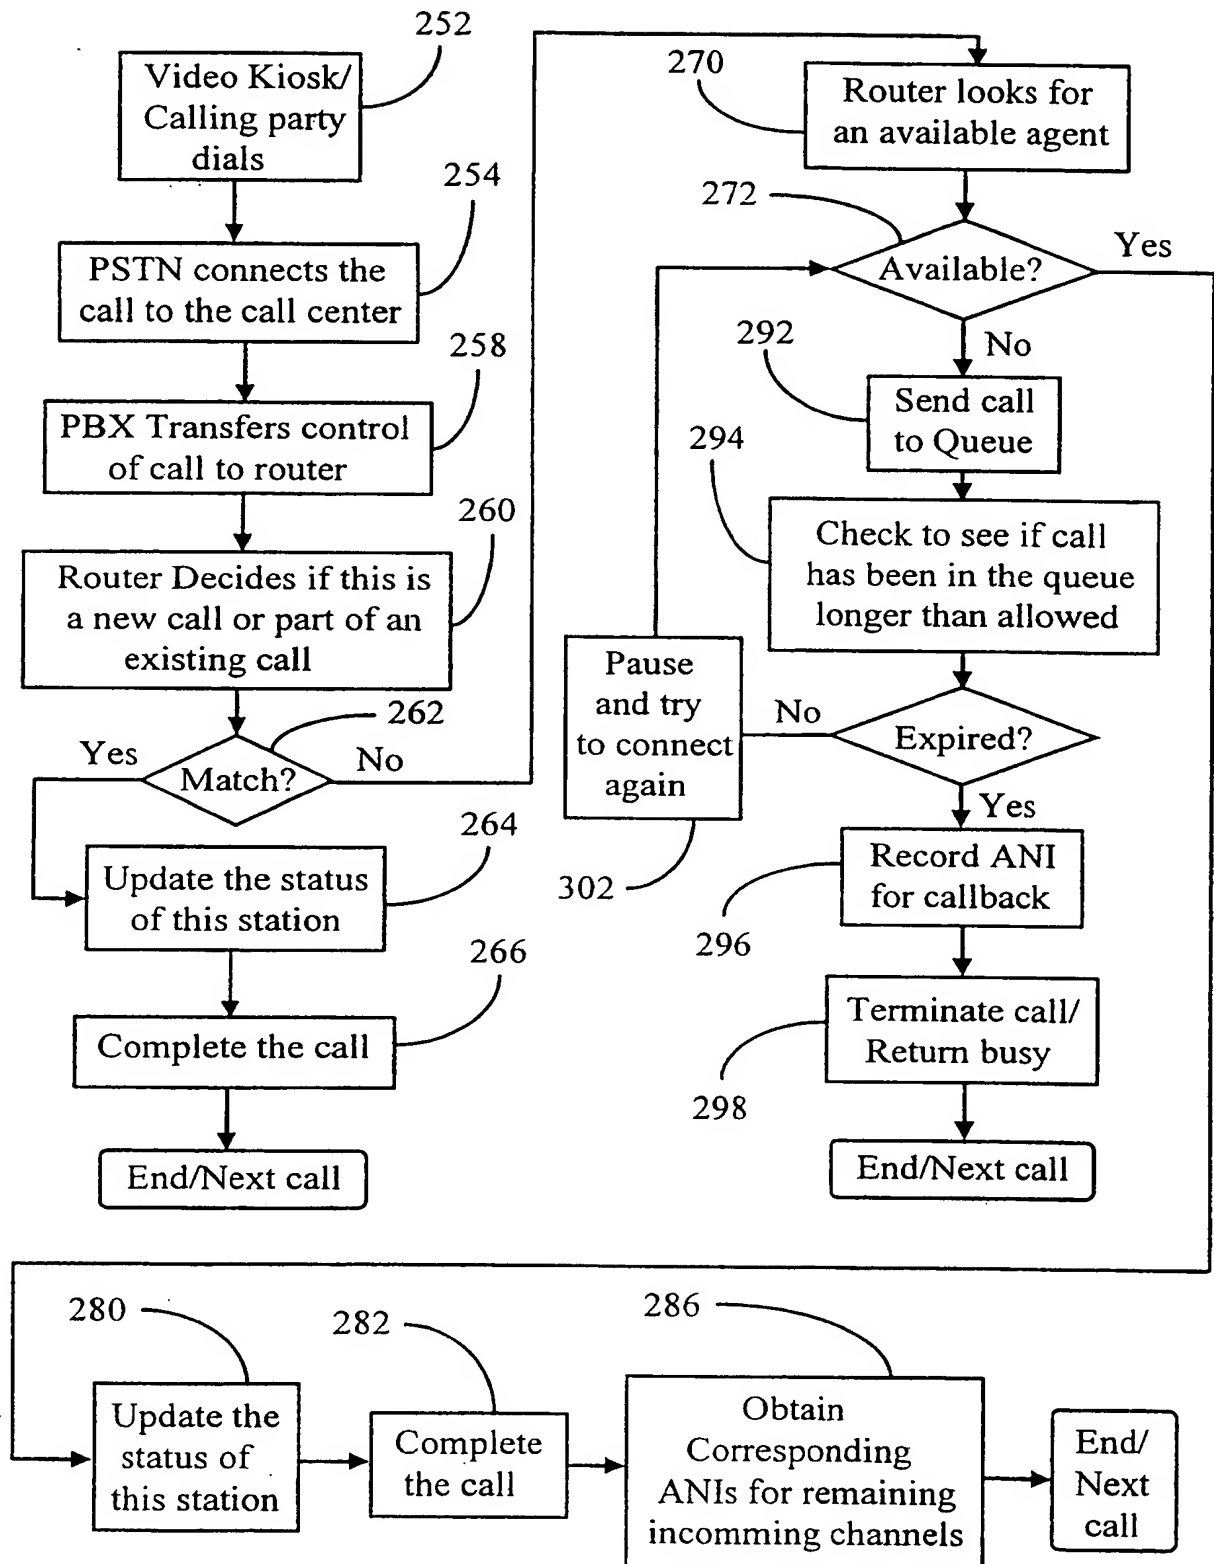 252
Video Kiosk/
Calling party
dials
254
PSTN connects the
call to the call center
258
PBX Transfers control
of call to router
260
Router Decides if this is
a new call or part of an
existing call
262
Yes
Match?
No
264
Update the status
of this station
266
Complete the call
End/Next call
270
Router looks for
an available agent
272
Available?
Yes
No
292
Send call
to Queue
294
Check to see if call
has been in the queue
longer than allowed
Pause
and try
to connect
again
No
Expired?
Yes
302
Record ANI
for callback
296
Terminate call/
Return busy
298
End/Next call
280
Update the
status of
this station
282
Complete
the call
286
Obtain
Corresponding
ANIs for remaining
incomming channels
End/
Next
call